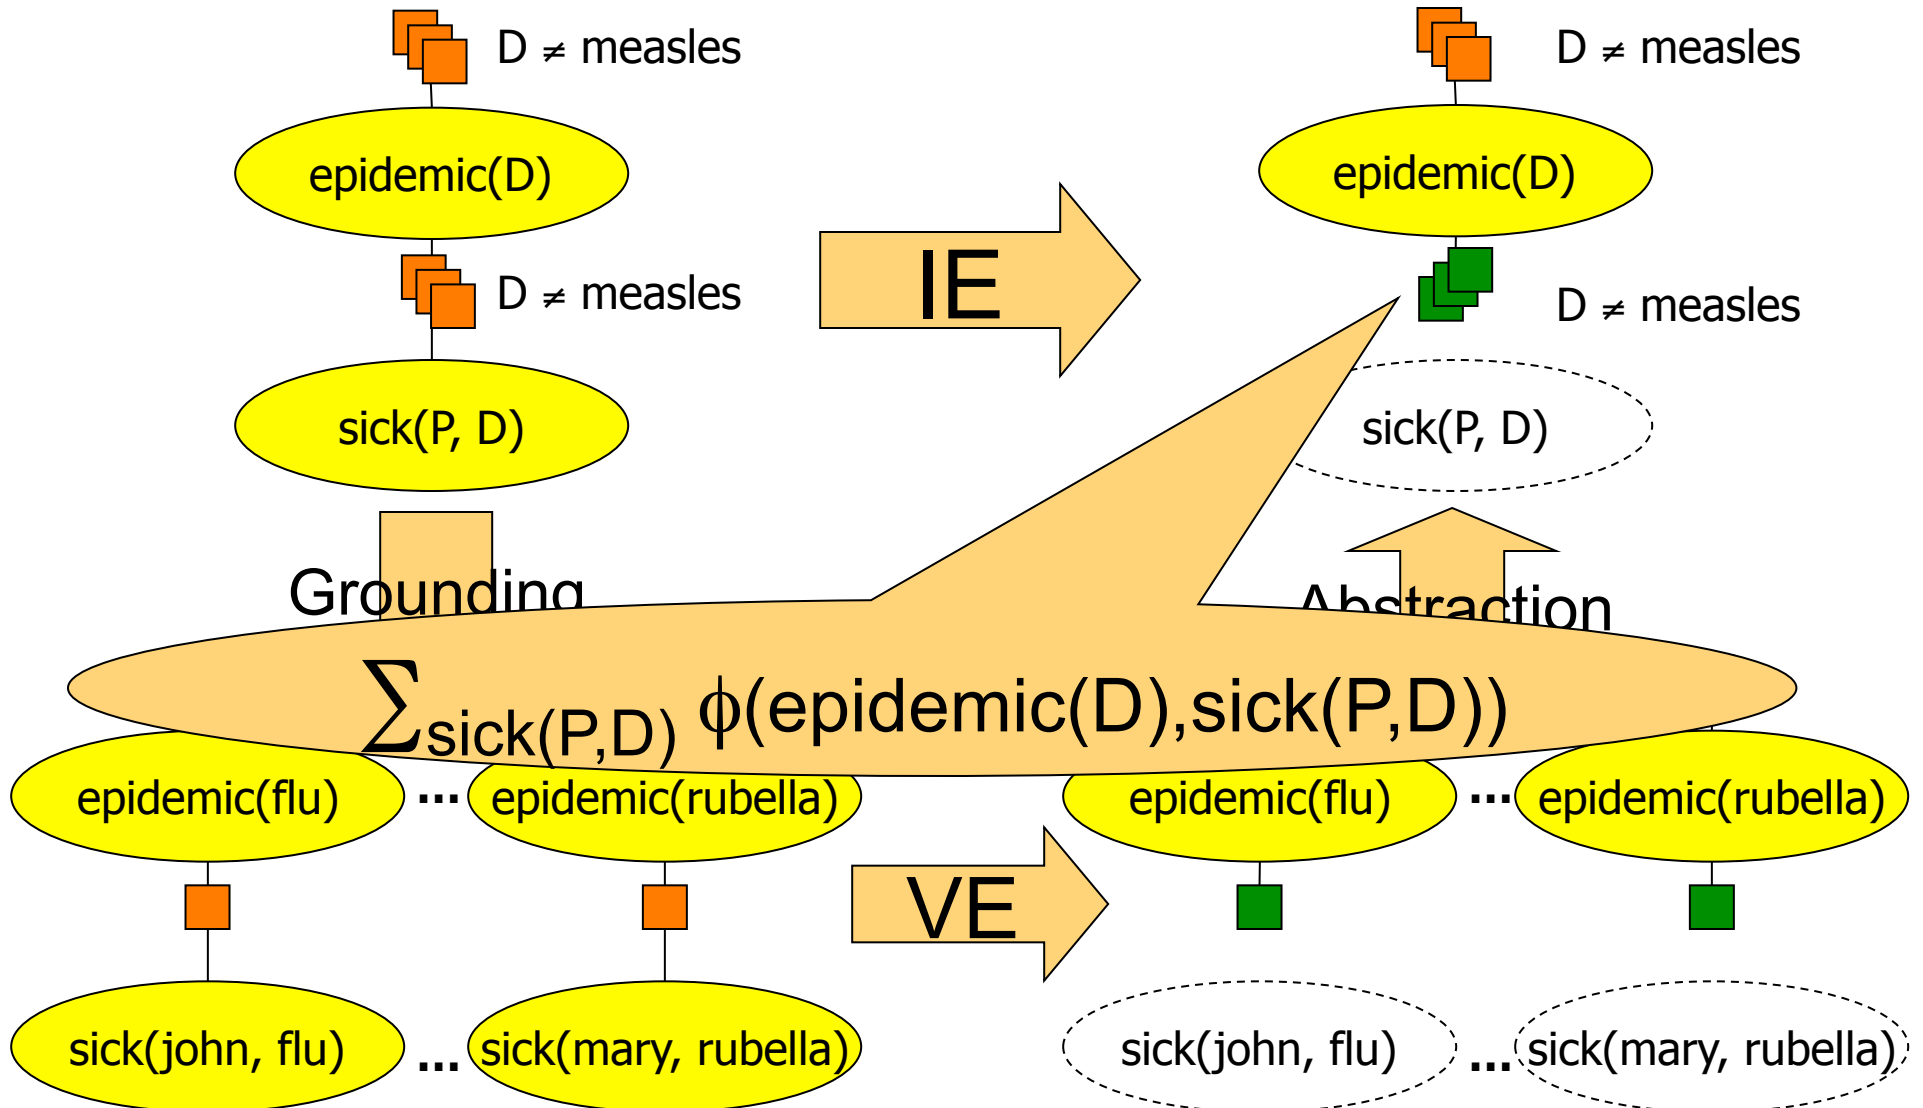 D ≠ measles
D ≠ measles
epidemic(D)
epidemic(D)
IE
D ≠ measles
D ≠ measles
sick(P, D)
sick(P, D)
Grounding
Abstraction
∑sick(P,D) ϕ(epidemic(D),sick(P,D))
epidemic(flu) ... epidemic(rubella)
epidemic(flu) ... epidemic(rubella)
VE
sick(john, flu) ... sick(mary, rubella)
sick(john, flu) ... sick(mary, rubella)